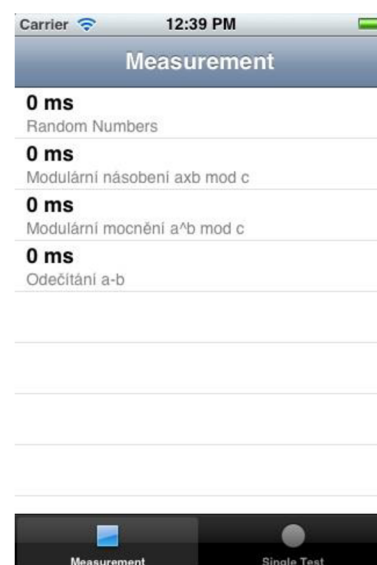 Carrier 12:39 PM
Measurement
0 ms
Random Numbers
0 ms
Modulární násobení axb mod c
0 ms
Modulární mocnění a^b mod c
0 ms
Odečítání a-b
Measurement Single Test